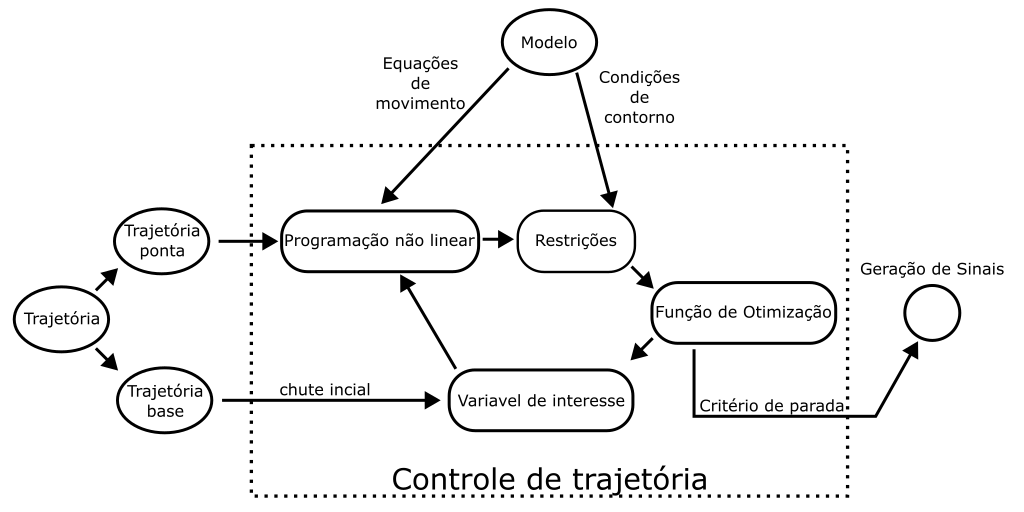 Modelo
Equações
de
movimento
Condições
de
contorno
Trajetória
ponta
Programação não linear
Restrições
Trajetória
Função de Otimização
Geração de Sinais
Trajetória
base
chute incial
Variavel de interesse
Critério de parada
Controle de trajetória